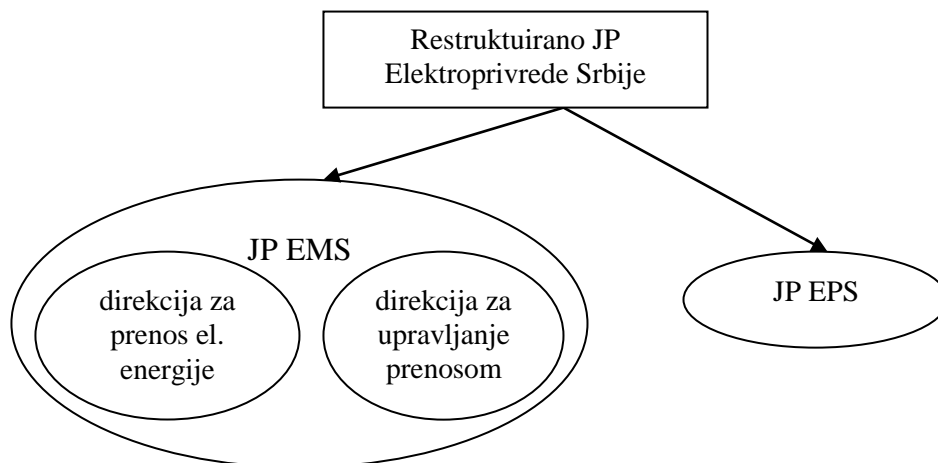 Restruktuirano JP
Elektroprivrede Srbije
JP EMS
direkcija za
prenos el.
energije
direkcija za
upravljanje
prenosom
JP EPS